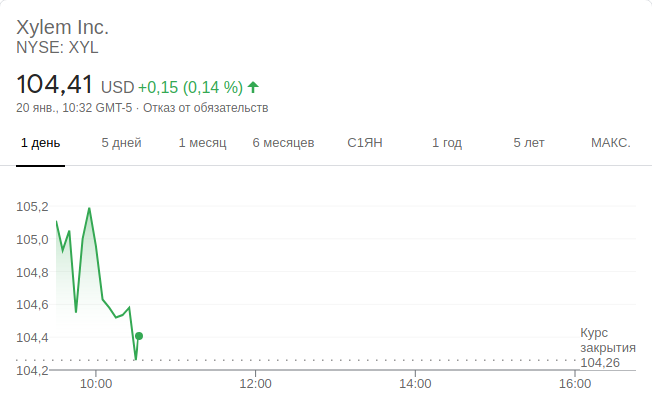 Xylem Inc.
NYSE: XYL
104,41 USD +0,15 (0,14 %)
20 янв., 10:32 GMT-5 · Отказ от обязательств
1 день 5 дней 1 месяц 6 месяцев С1ЯН 1 год 5 лет МАКС.
105,2
105,0
104,8
104,6
104,4
104,2
Курс
закрытия
104,26
10:00 12:00 14:00 16:00